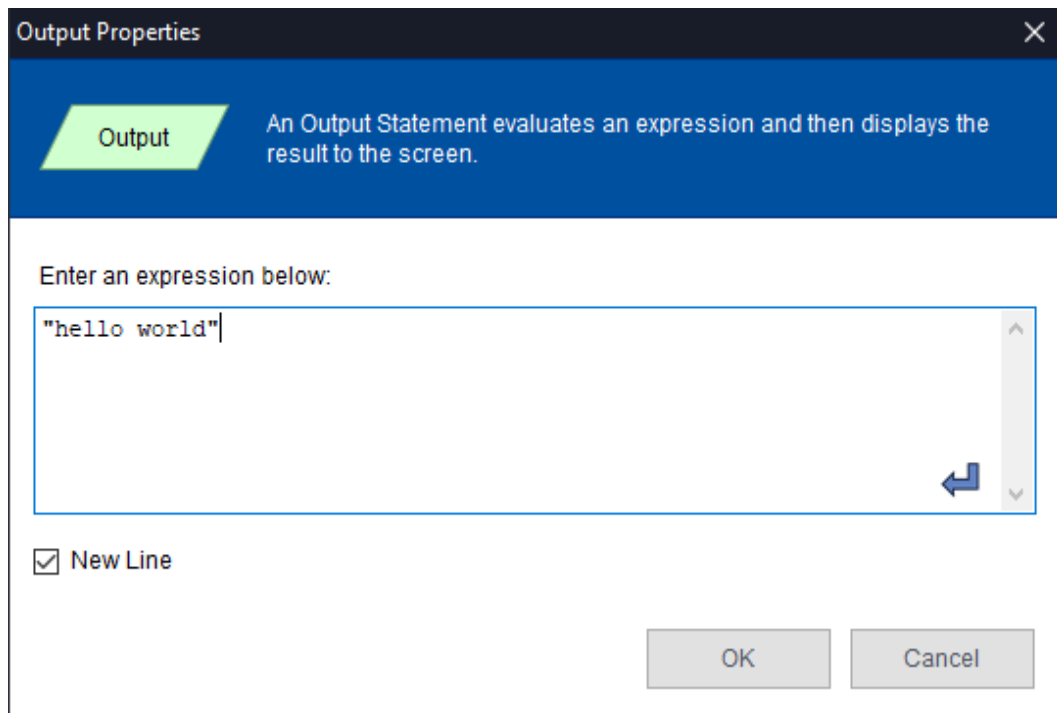 Output Properties
Output
An Output Statement evaluates an expression and then displays the
result to the screen.
Enter an expression below:
"hello world"
New Line
OK
Cancel